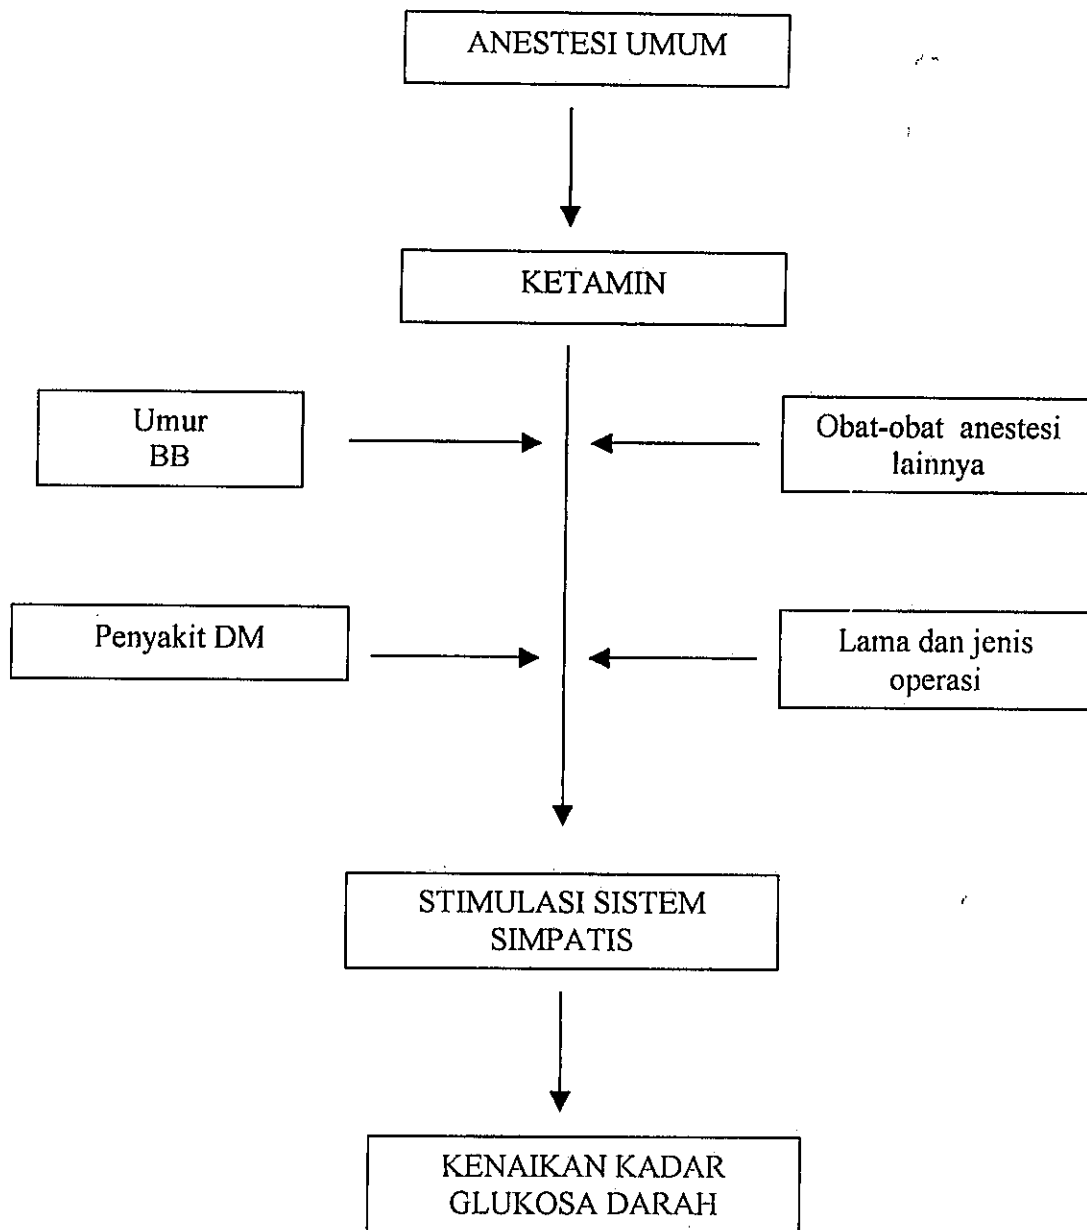 ANESTESI UMUM
KETAMIN
Umur
BB
Obat-obat anestesi
lainnya
Penyakit DM
Lama dan jenis
operasi
STIMULASI SISTEM
SIMPATIS
KENAIKAN KADAR
GLUKOSA DARAH